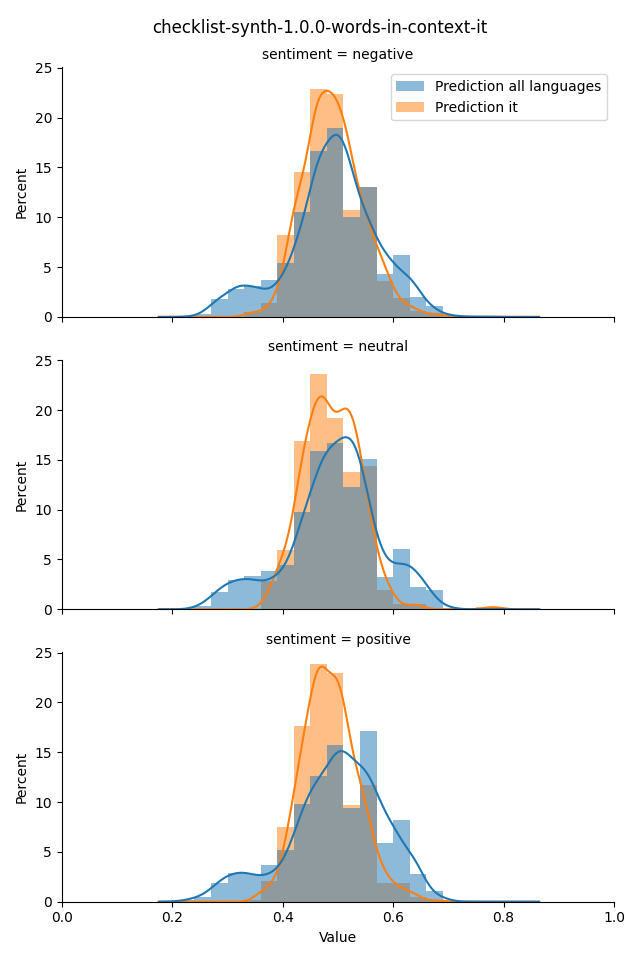 checklist-synth-1.0.0-words-in-context-it
sentiment = negative
25
20
15
10
5
0
Percent
Prediction all languages
Prediction it
sentiment = neutral
25
20
15
10
5
0
Percent
sentiment = positive
25
20
15
10
5
0
Percent
0.0 0.2 0.4 0.6 0.8 1.0
Value